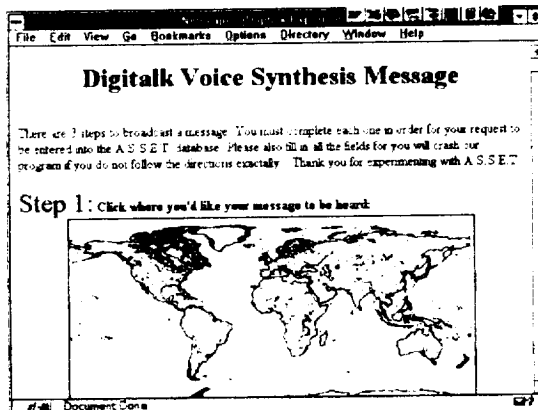 File Edit View Go Bookmarks Options Directory Window Help
Digitalk Voice Synthesis Message
There are 3 steps to broadcast a message. You must complete each one in order for your request to
be entered into the A.S.S.E.T. database. Please also fill in all the fields for you will crash our
program if you do not follow the directions exactally. Thank you for experimenting with A.S.S.E.T.
Step 1: Click where you'd like your message to be heard:
Document Done